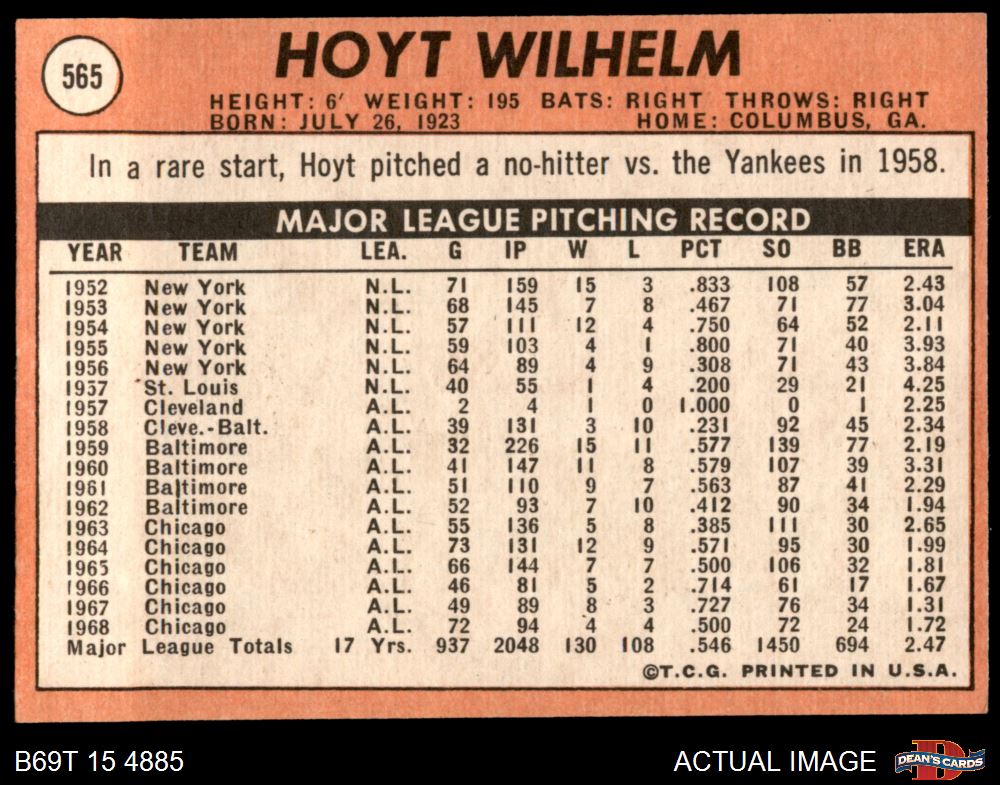 565
HOYT WILHELM
HEIGHT: 6' WEIGHT: 195 BATS: RIGHT THROWS: RIGHT
BORN: JULY 26, 1923 HOME: COLUMBUS, GA.
In a rare start, Hoyt pitched a no-hitter vs. the Yankees in 1958.
MAJOR LEAGUE PITCHING RECORD
YEAR TEAM LEA. G IP W L PCT SO BB ERA
1952 New York N.L. 71 159 15 3 .833 108 57 2.43
1953 New York N.L. 68 145 7 8 .467 71 77 3.04
1954 New York N.L. 57 111 12 4 .750 64 52 2.11
1955 New York N.L. 59 103 4 1 .800 71 40 3.93
1956 New York N.L. 64 89 4 9 .308 71 43 3.84
1957 St. Louis N.L. 40 55 1 4 .200 29 21 4.25
1957 Cleveland A.L. 2 4 1 0 1.000 0 1 2.25
1958 Cleve.-Balt. A.L. 39 131 3 10 .231 92 45 2.34
1959 Baltimore A.L. 32 226 15 11 .577 139 77 2.19
1960 Baltimore A.L. 41 147 11 8 .579 107 39 3.31
1961 Baltimore A.L. 51 110 9 7 .563 87 41 2.29
1962 Baltimore A.L. 52 93 7 10 .412 90 34 1.94
1963 Chicago A.L. 55 136 5 8 .385 111 30 2.65
1964 Chicago A.L. 73 131 12 9 .571 95 30 1.99
1965 Chicago A.L. 66 144 7 7 .500 106 32 1.81
1966 Chicago A.L. 46 81 5 2 .714 61 17 1.67
1967 Chicago A.L. 49 89 8 3 .727 76 34 1.31
1968 Chicago A.L. 72 94 4 4 .500 72 24 1.72
Major League Totals 17 Yrs. 937 2048 130 108 .546 1450 694 2.47
©T.C.G. PRINTED IN U.S.A.
B69T 15 4885 ACTUAL IMAGE DEAN'S CARDS